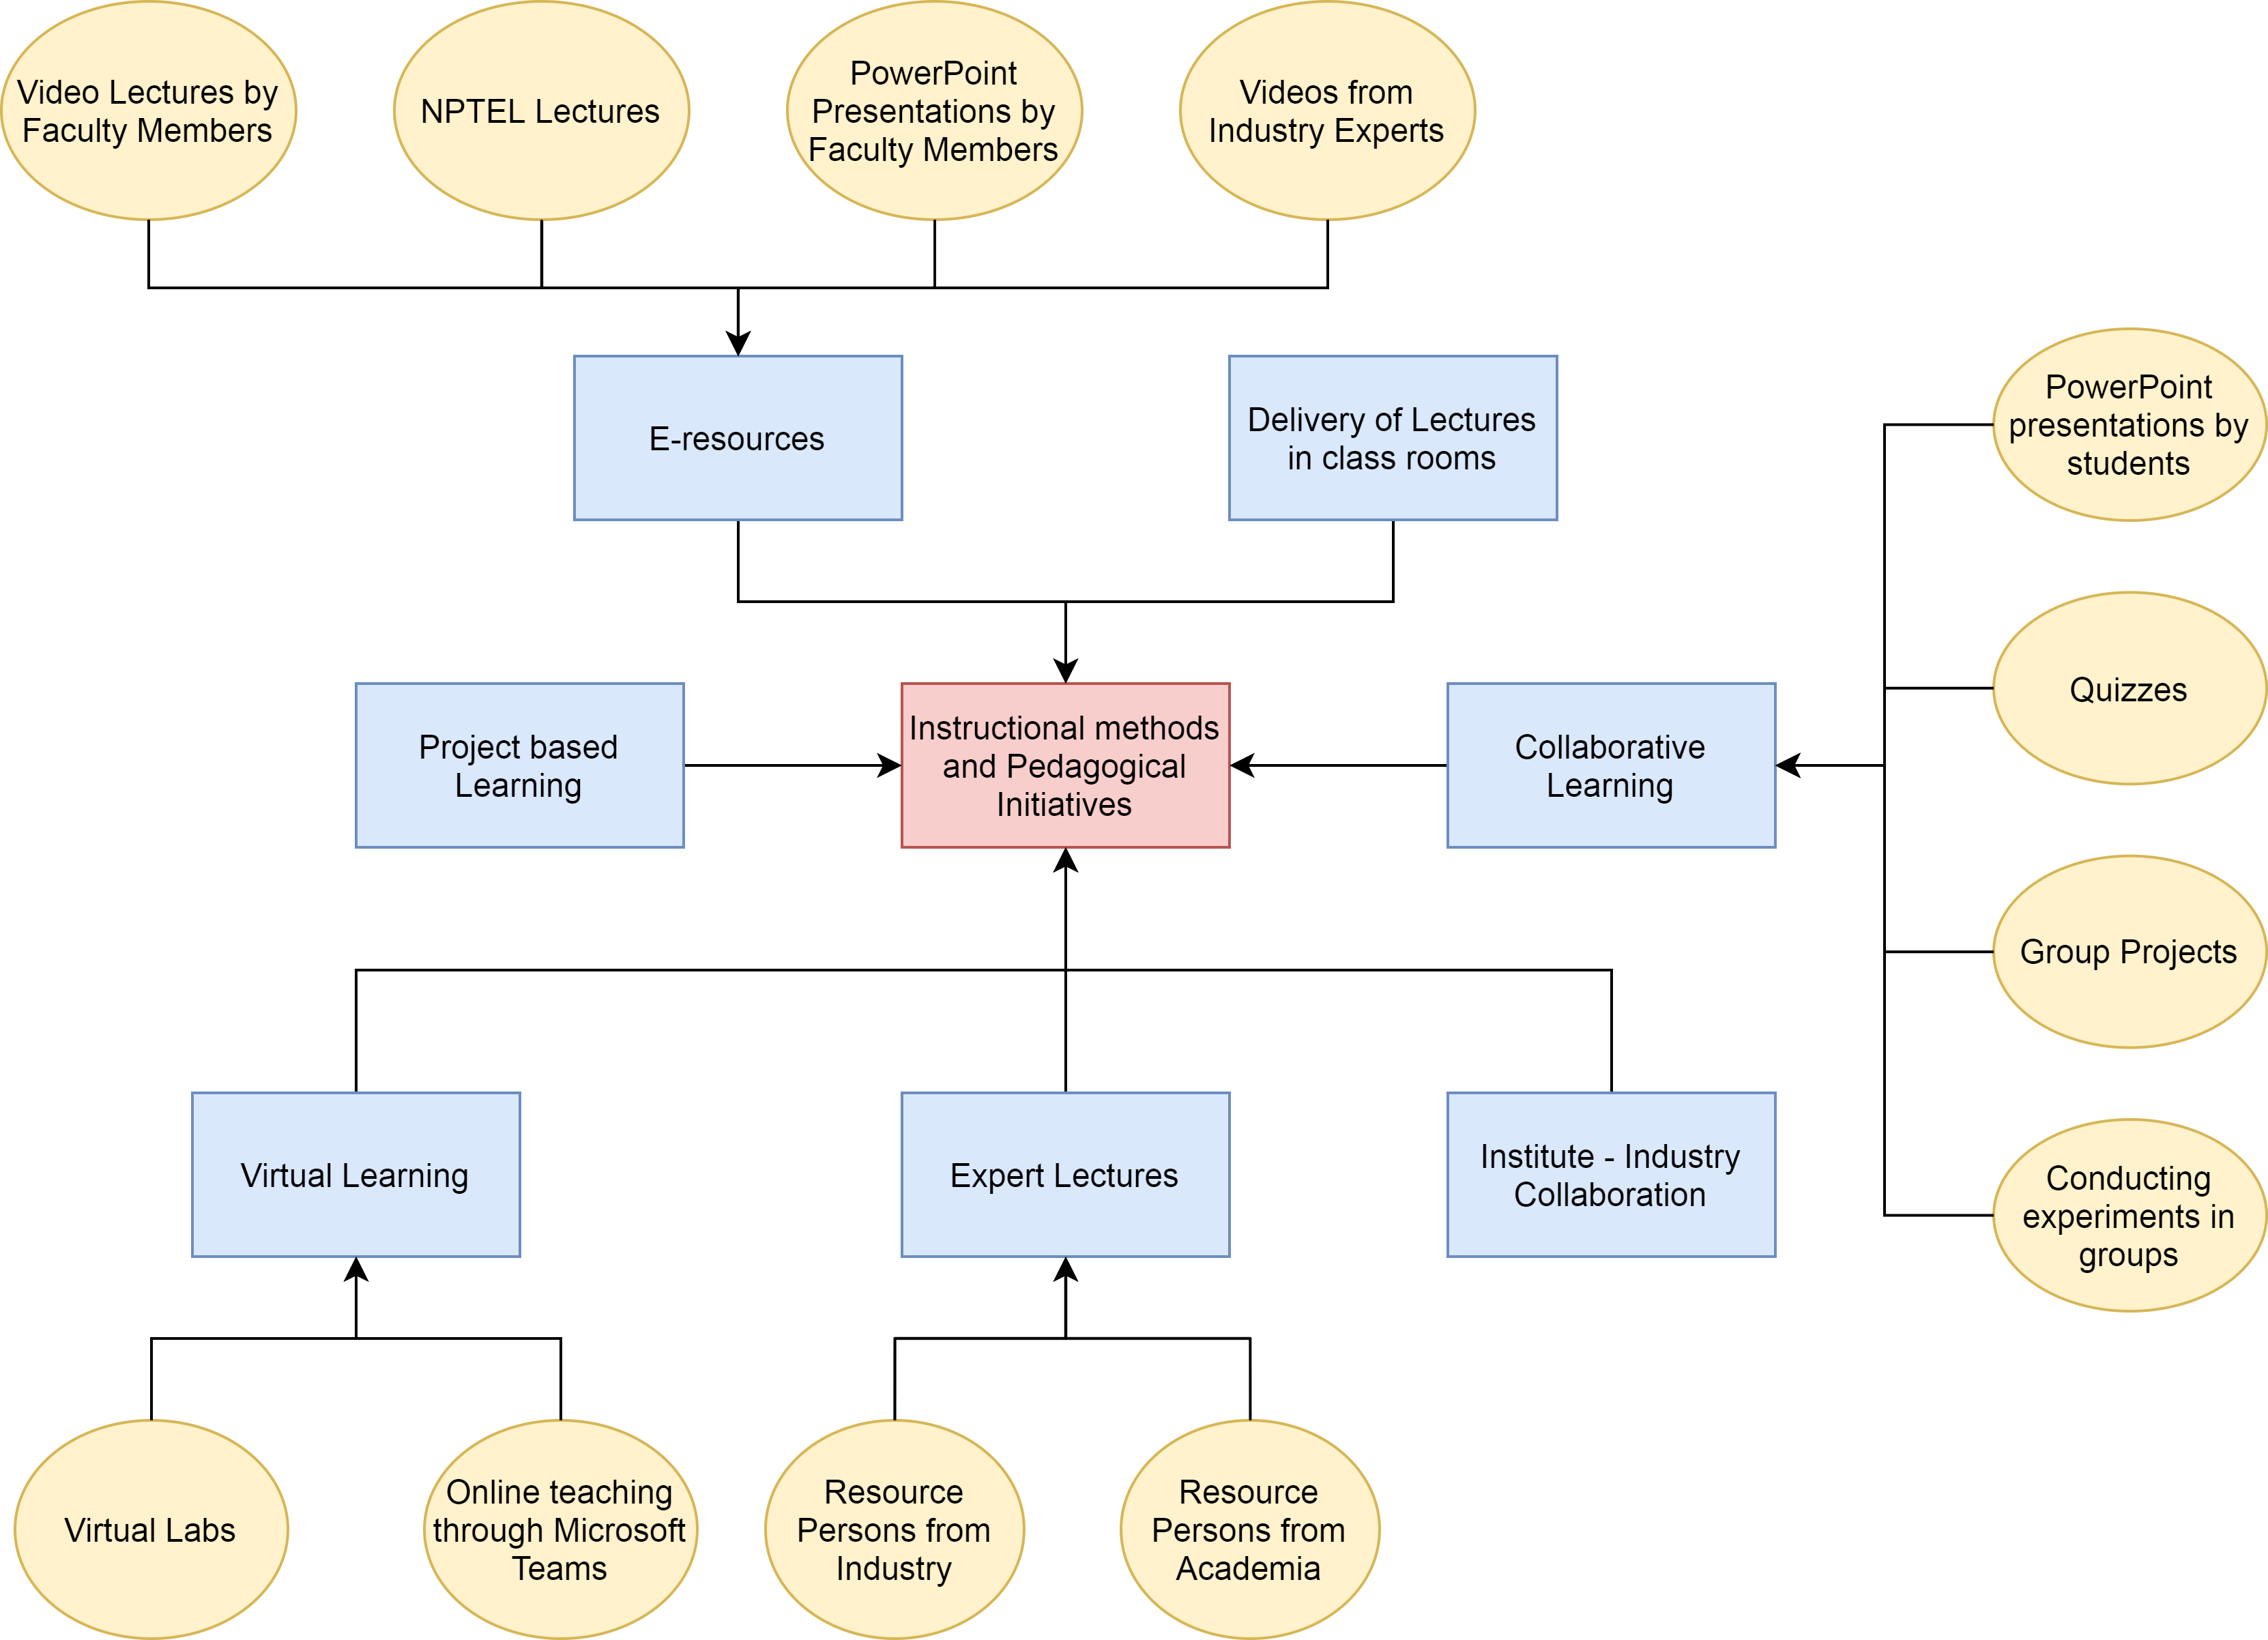 Video Lectures by
Faculty Members
NPTEL Lectures
PowerPoint
Presentations by
Faculty Members
Videos from
Industry Experts
E-resources
Delivery of Lectures
in class rooms
PowerPoint
presentations by
students
Quizzes
Project based
Learning
Instructional methods
and Pedagogical
Initiatives
Collaborative
Learning
Group Projects
Virtual Learning
Expert Lectures
Institute - Industry
Collaboration
Conducting
experiments in
groups
Virtual Labs
Online teaching
through Microsoft
Teams
Resource
Persons from
Industry
Resource
Persons from
Academia